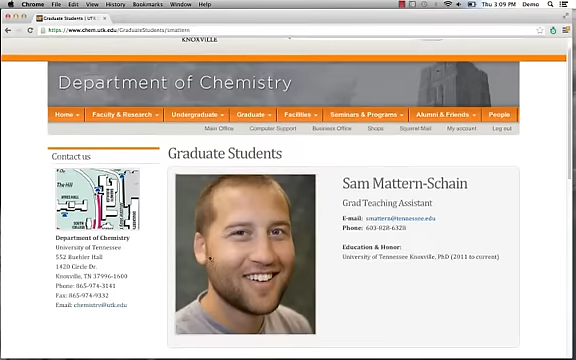 Chrome File Edit View History Bookmarks Window Help
Thu 3:09 PM Demo
Graduate Students | UT
https://www.chem.utk.edu/GraduateStudents/smattern
KNOXVILLE
Department of Chemistry
Home Faculty & Research Undergraduate Graduate Facilities Seminars & Programs Alumni & Friends People
Main Office Computer Support Business Office Shops Squirrel Mail My account Log out
Contact us
Graduate Students
The Hill
Sam Mattern-Schain
Grad Teaching Assistant
E-mail: smattern@tennessee.edu
Phone: 603-828-6328
Education & Honor:
University of Tennessee Knoxville, PhD (2011 to current)
Department of Chemistry
University of Tennessee
552 Buehler Hall
1420 Circle Dr.
Knoxville, TN 37996-1600
Phone: 865-974-3141
Fax: 865-974-9332
Email: chemistry@utk.edu